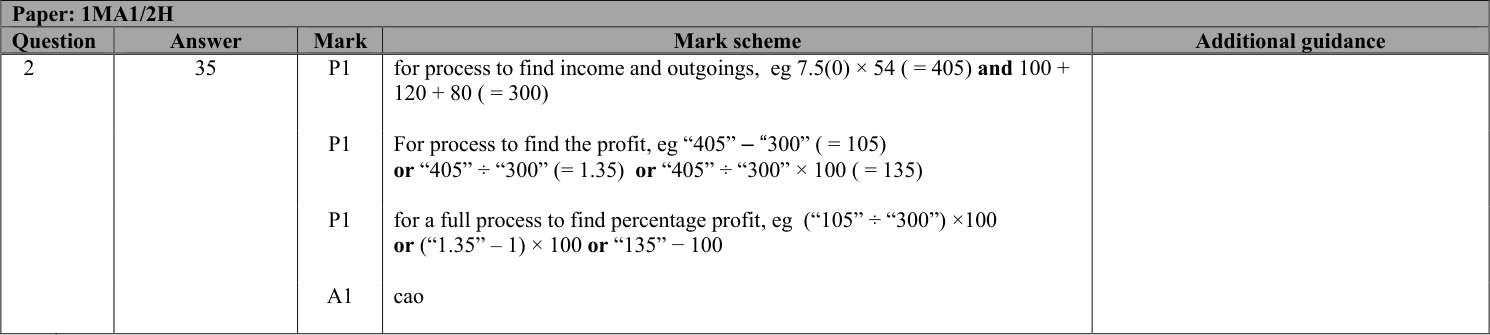 Paper: 1MA1/2H
Question Answer Mark Mark scheme Additional guidance
2 35 P1 for process to find income and outgoings,  eg 7.5(0) × 54 ( = 405) and 100 +
120 + 80 ( = 300)
P1 For process to find the profit, eg “405” – “300” ( = 105)
or “405” ÷ “300” (= 1.35)  or “405” ÷ “300” × 100 ( = 135)
P1 for a full process to find percentage profit, eg  (“105” ÷ “300”) ×100
or (“1.35” – 1) × 100 or “135” − 100
A1 cao